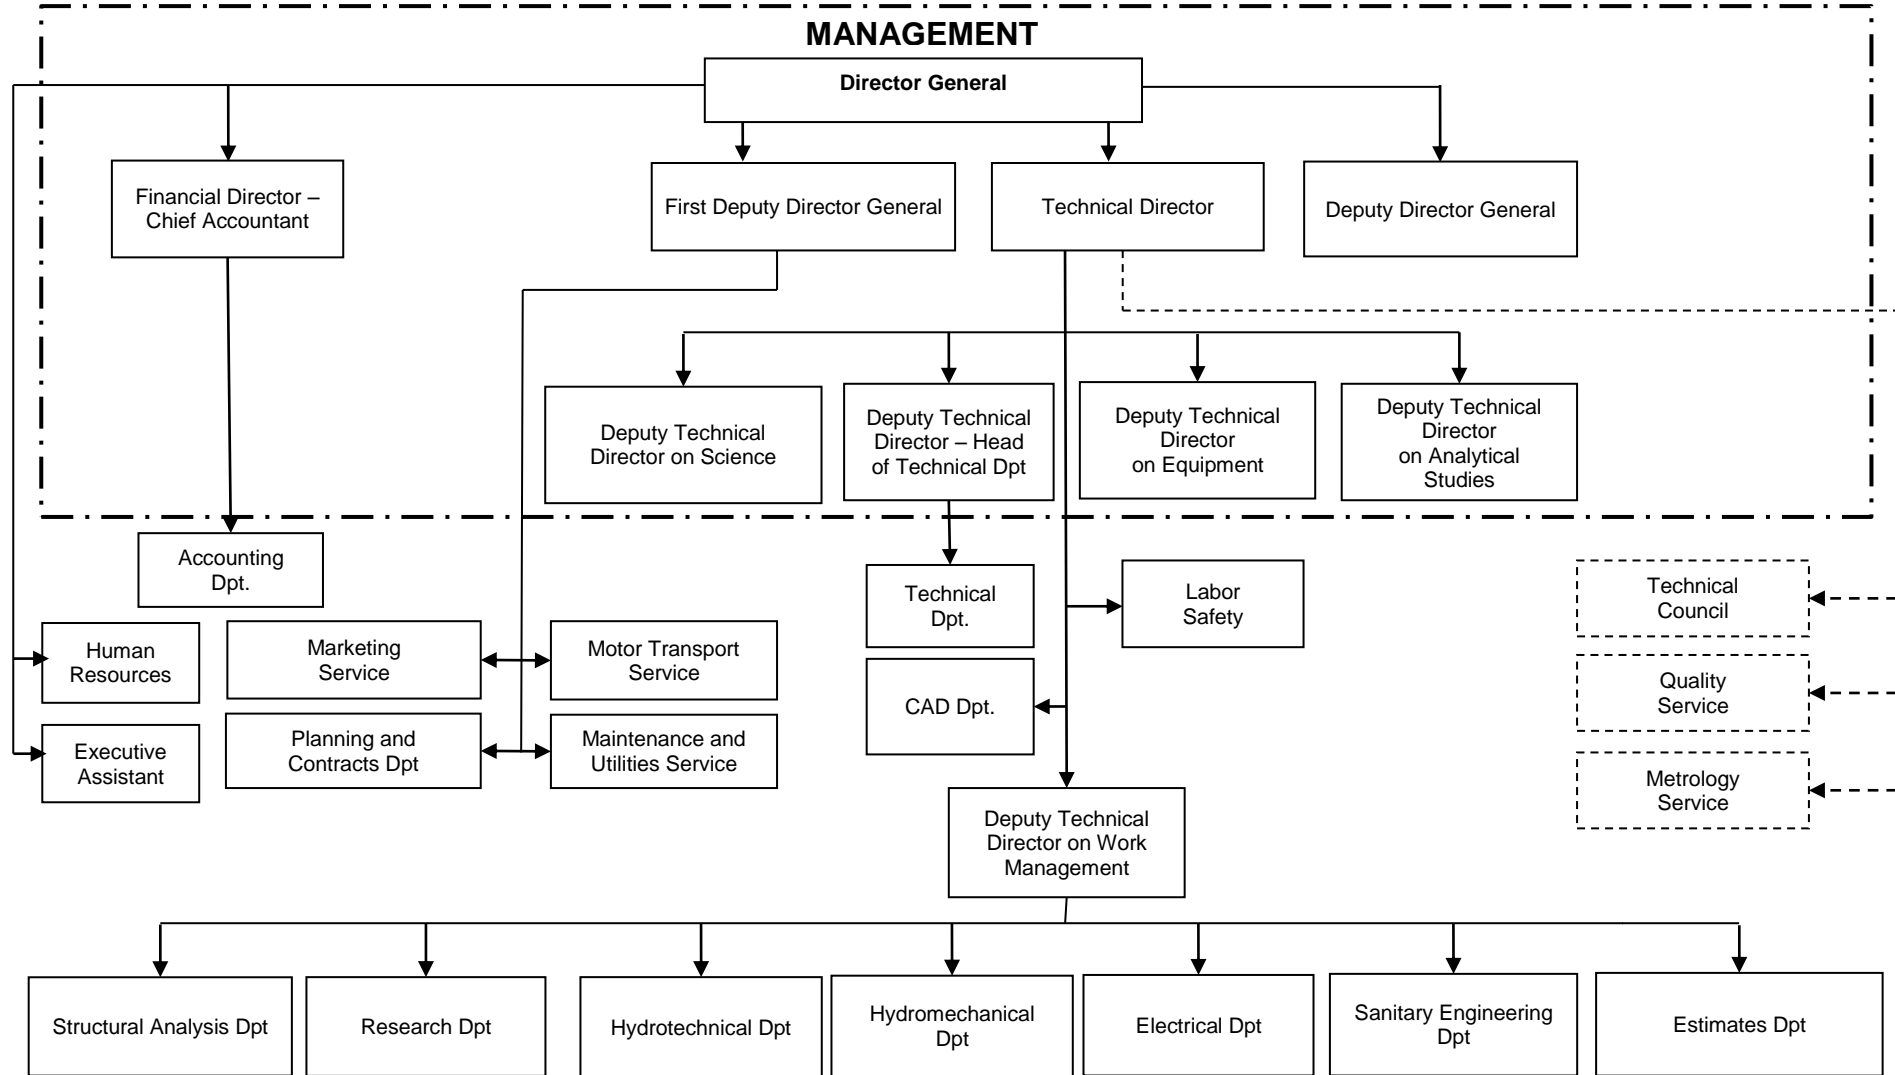 MANAGEMENT
Director General
Financial Director –
Chief Accountant
First Deputy Director General
Technical Director
Deputy Director General
Deputy Technical
Director on Science
Deputy Technical
Director – Head
of Technical Dpt
Deputy Technical
Director
on Equipment
Deputy Technical
Director
on Analytical
Studies
Accounting
Dpt.
Technical
Dpt.
Labor
Safety
Technical
Council
Human
Resources
Marketing
Service
Motor Transport
Service
CAD Dpt.
Quality
Service
Executive
Assistant
Planning and
Contracts Dpt
Maintenance and
Utilities Service
Metrology
Service
Deputy Technical
Director on Work
Management
Structural Analysis Dpt
Research Dpt
Hydrotechnical Dpt
Hydromechanical
Dpt
Electrical Dpt
Sanitary Engineering
Dpt
Estimates Dpt